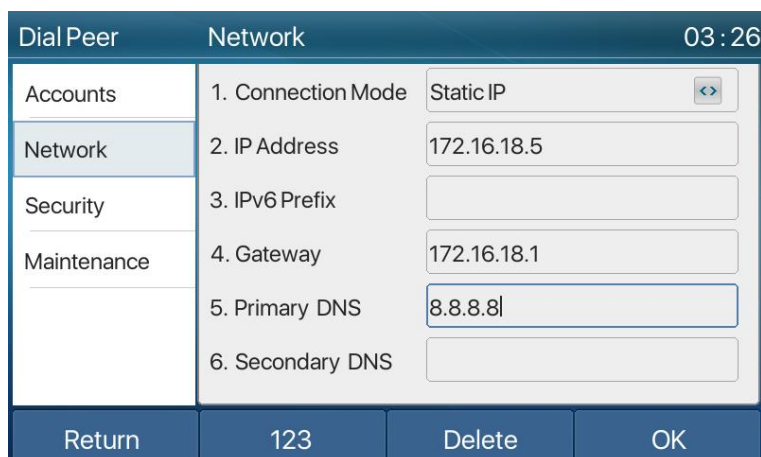 Dial Peer Network 03:26
Accounts
Network
Security
Maintenance
1. Connection Mode Static IP <>
2. IP Address 172.16.18.5
3. IPv6 Prefix
4. Gateway 172.16.18.1
5. Primary DNS 8.8.8.8
6. Secondary DNS
Return 123 Delete OK